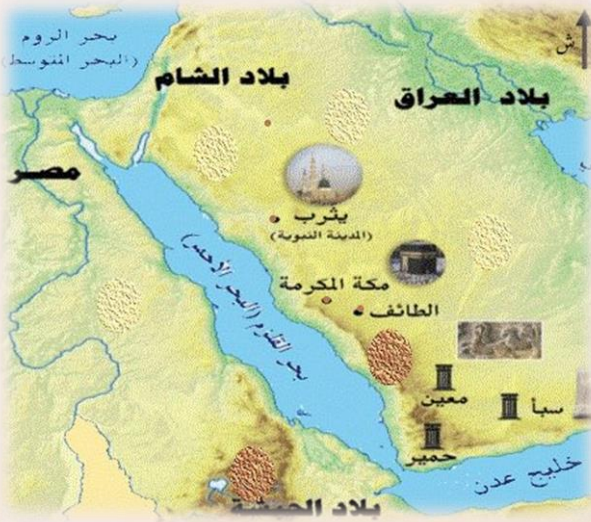 بحر الروم
(البحر المتوسط)
ش
بلاد الشام
بلاد العراق
مصر
يثرب
(المدينة النبوية)
مكة المكرمة
الطائف
بحر القلزم (البحر الأحمر)
معين
سبأ
حمير
خليج عدن
بلاد الحبشة